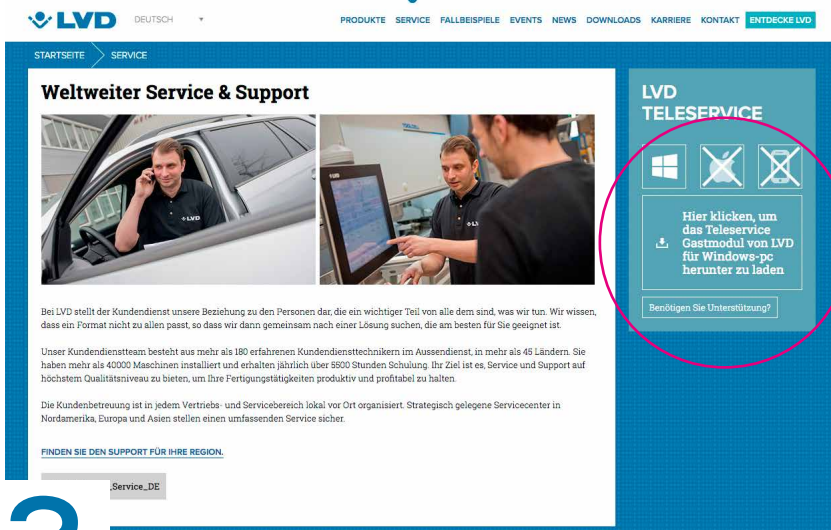 LVD
DEUTSCH
PRODUKTE SERVICE FALLBEISPIELE EVENTS NEWS DOWNLOADS KARRIERE KONTAKT ENTDECKE LVD
STARTSEITE SERVICE
Weltweiter Service & Support
Bei LVD stellt der Kundendienst unsere Beziehung zu den Personen dar, die ein wichtiger Teil von alle dem sind, was wir tun. Wir wissen,
dass ein Format nicht zu allen passt, so dass wir dann gemeinsam nach einer Lösung suchen, die am besten für Sie geeignet ist.
Unser Kundendienstteam besteht aus mehr als 180 erfahrenen Kundendiensttechnikern im Aussendienst, in mehr als 45 Ländern. Sie
haben mehr als 40000 Maschinen installiert und erhalten jährlich über 5500 Stunden Schulung. Ihr Ziel ist es, Service und Support auf
höchstem Qualitätsniveau zu bieten, um Ihre Fertigungstätigkeiten produktiv und profitabel zu halten.
Die Kundenbetreuung ist in jedem Vertriebs- und Servicebereich lokal vor Ort organisiert. Strategisch gelegene Servicecenter in
Nordamerika, Europa und Asien stellen einen umfassenden Service sicher.
FINDEN SIE DEN SUPPORT FÜR IHRE REGION.
_Service_DE
LVD
TELESERVICE
Hier klicken, um
das Teleservice
Gastmodul von LVD
für Windows-pc
herunter zu laden
Benötigen Sie Unterstützung?